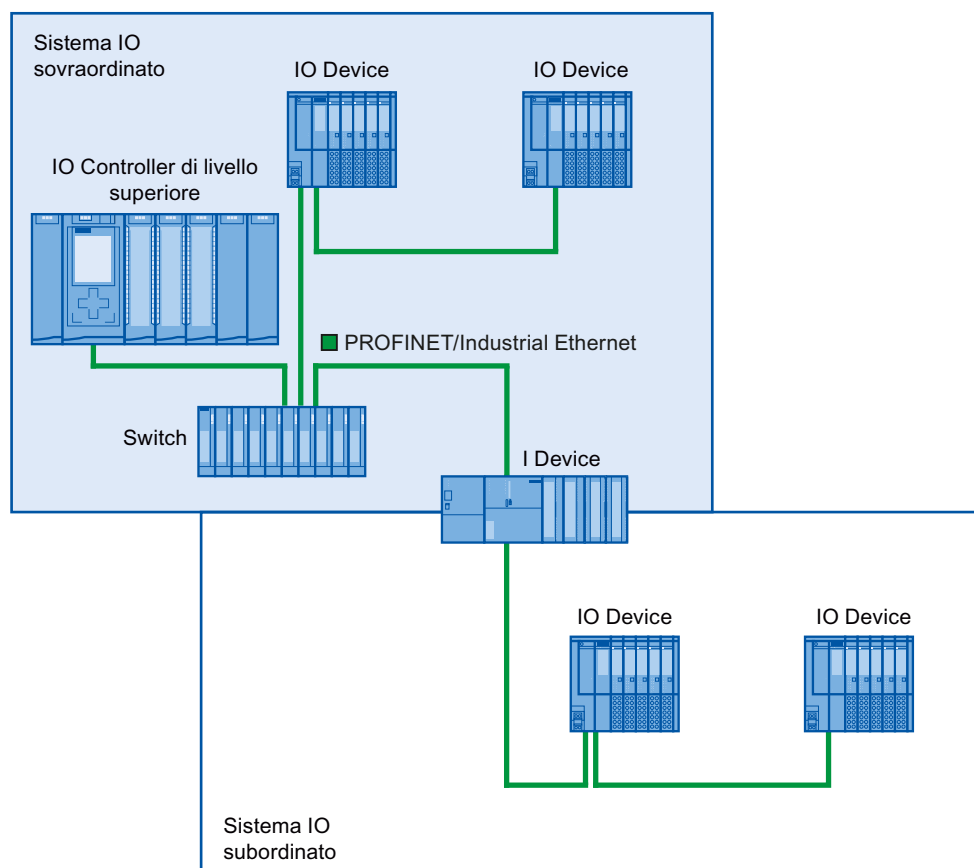 Sistema IO
sovraordinato
IO Device
IO Device
IO Controller di livello
superiore
PROFINET/Industrial Ethernet
Switch
I Device
IO Device
IO Device
Sistema IO
subordinato